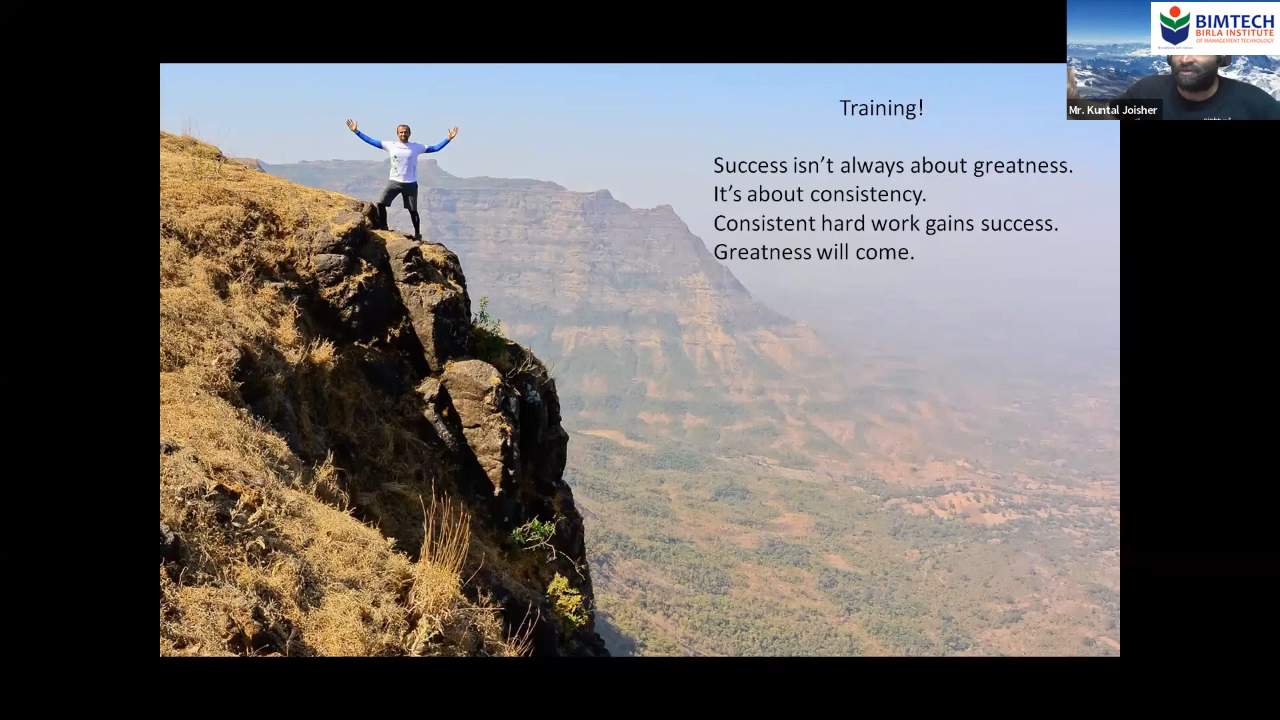 BIMTECH
BIRLA INSTITUTE
OF MANAGEMENT TECHNOLOGY
Mr. Kuntal Joisher
Training!
Success isn’t always about greatness.
It’s about consistency.
Consistent hard work gains success.
Greatness will come.